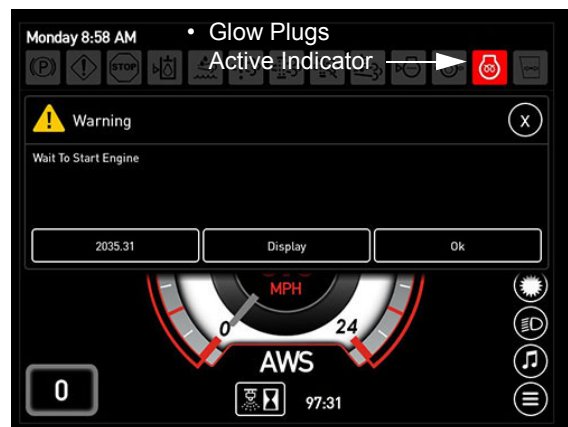 Monday 8:58 AM
• Glow Plugs
Active Indicator
(P)
STOP
Warning
X
Wait To Start Engine
2035.31
Display
Ok
MPH
0
24
AWS
0
97:31